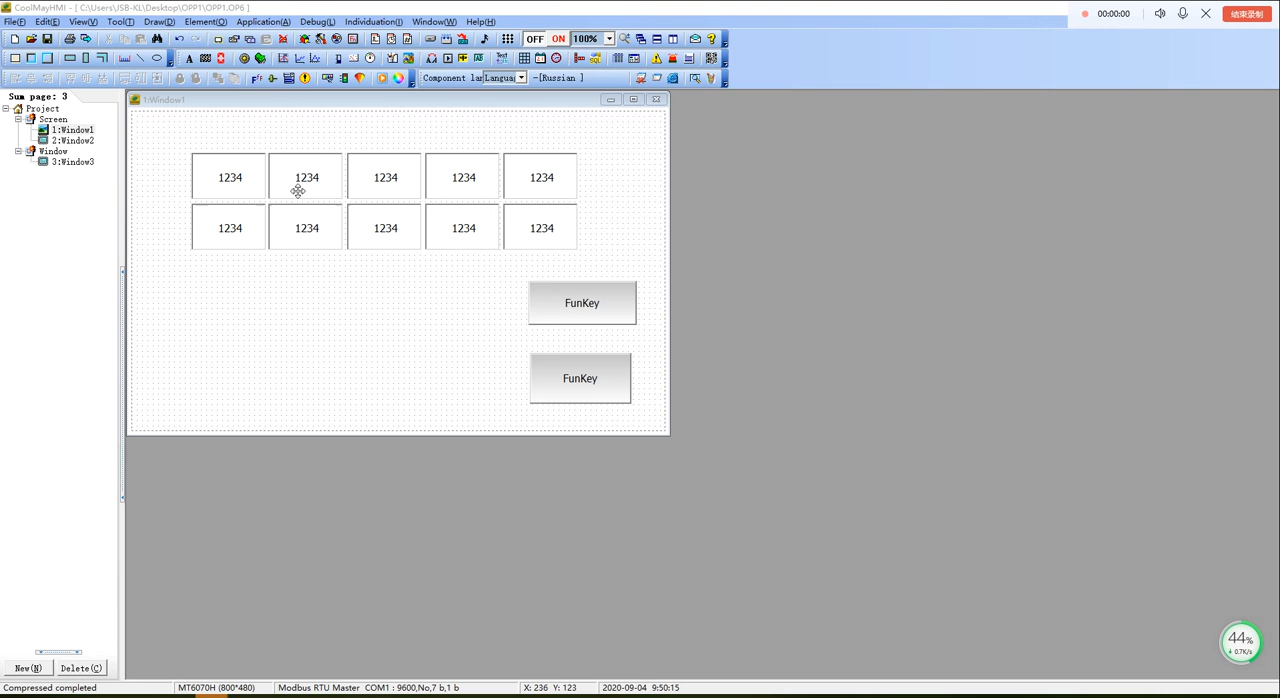 CoolMayHMI - [ C:\Users\JSB-KL\Desktop\OPP1\OPP1.OP6 ]
00:00:00
结束录制
File(F) Edit(E) View(V) Tool(T) Draw(D) Element(O) Application(A) Debug(L) Individuation(I) Window(W) Help(H)
OFF ON 100%
A
Text
Component lar Languag -[Russian ]
Sum page: 3
Project
Screen
1:Window1
2:Window2
Window
3:Window3
1:Window1
1234 1234 1234 1234 1234
1234 1234 1234 1234 1234
FunKey
FunKey
44%
↓ 0.7K/s
New(N) Delete(C)
Compressed completed MT6070H (800*480) Modbus RTU Master COM1 : 9600,No,7 b,1 b X: 236 Y: 123 2020-09-04 9:50:15